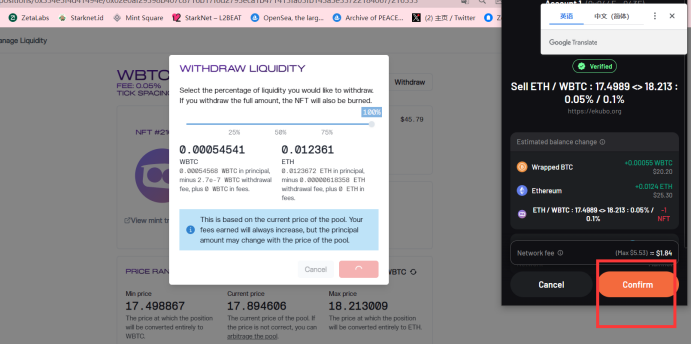 ZetaLabs
Starknet.id
Mint Square
StarkNet – L2BEAT
OpenSea, the larg...
Archive of PEACE...
(2) 主页 / Twitter
anage Liquidity
WBTC
FEE: 0.05%
TICK SPACING
NFT #21
View mint tr
Withdraw
$45.79
WITHDRAW LIQUIDITY
Select the percentage of liquidity you would like to withdraw.
If you withdraw the full amount, the NFT will also be burned.
100%
25%
50%
75%
0.00054541
WBTC
0.00054568 WBTC in principal,
minus 2.7e-7 WBTC withdrawal
fee, plus 0 WBTC in fees.
0.012361
ETH
0.0123672 ETH in principal,
minus 0.00000618358 ETH
withdrawal fee, plus 0 ETH in
fees.
This is based on the current price of the pool. Your
fees earned will always increase, but the principal
amount may change with the price of the pool.
Cancel
PRICE RAN
WBTC
Min price
17.498867
The price at which the position
will be converted entirely to
WBTC.
Current price
17.894606
The current price of the pool. If
the price is not correct, you can
arbitrage the pool.
Max price
18.213009
The price at which the position
will be converted entirely to ETH.
英语
中文（简体）
Google Translate
Verified
Sell ETH / WBTC : 17.4989 <> 18.213 :
0.05% / 0.1%
https://ekubo.org
Estimated balance change
Wrapped BTC
+0.00055 WBTC
$20.20
Ethereum
+0.0124 ETH
$25.30
ETH / WBTC : 17.4989 <> 18.213 : 0.05% /
0.1%
-1
NFT
Network fee
(Max $5.53) ≈ $1.84
Cancel
Confirm